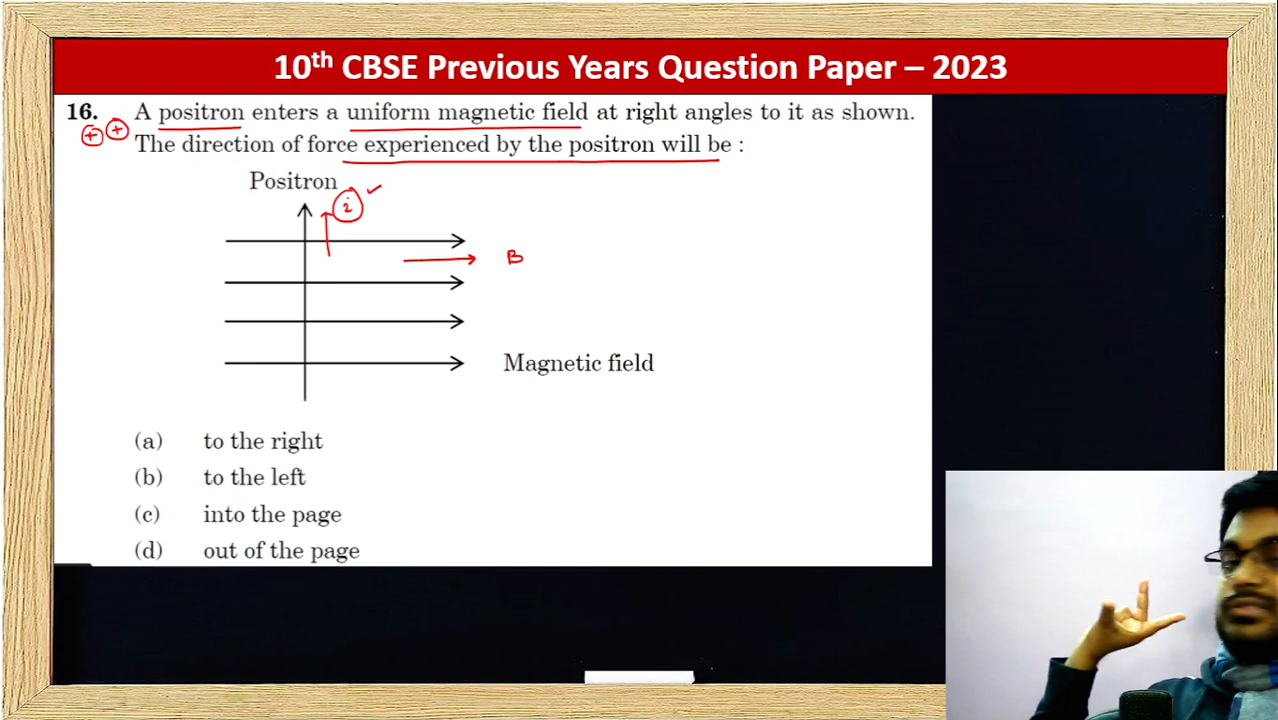 10th CBSE Previous Years Question Paper – 2023
16. A positron enters a uniform magnetic field at right angles to it as shown.
+ +
The direction of force experienced by the positron will be :
Positron
i
B
Magnetic field
(a) to the right
(b) to the left
(c) into the page
(d) out of the page